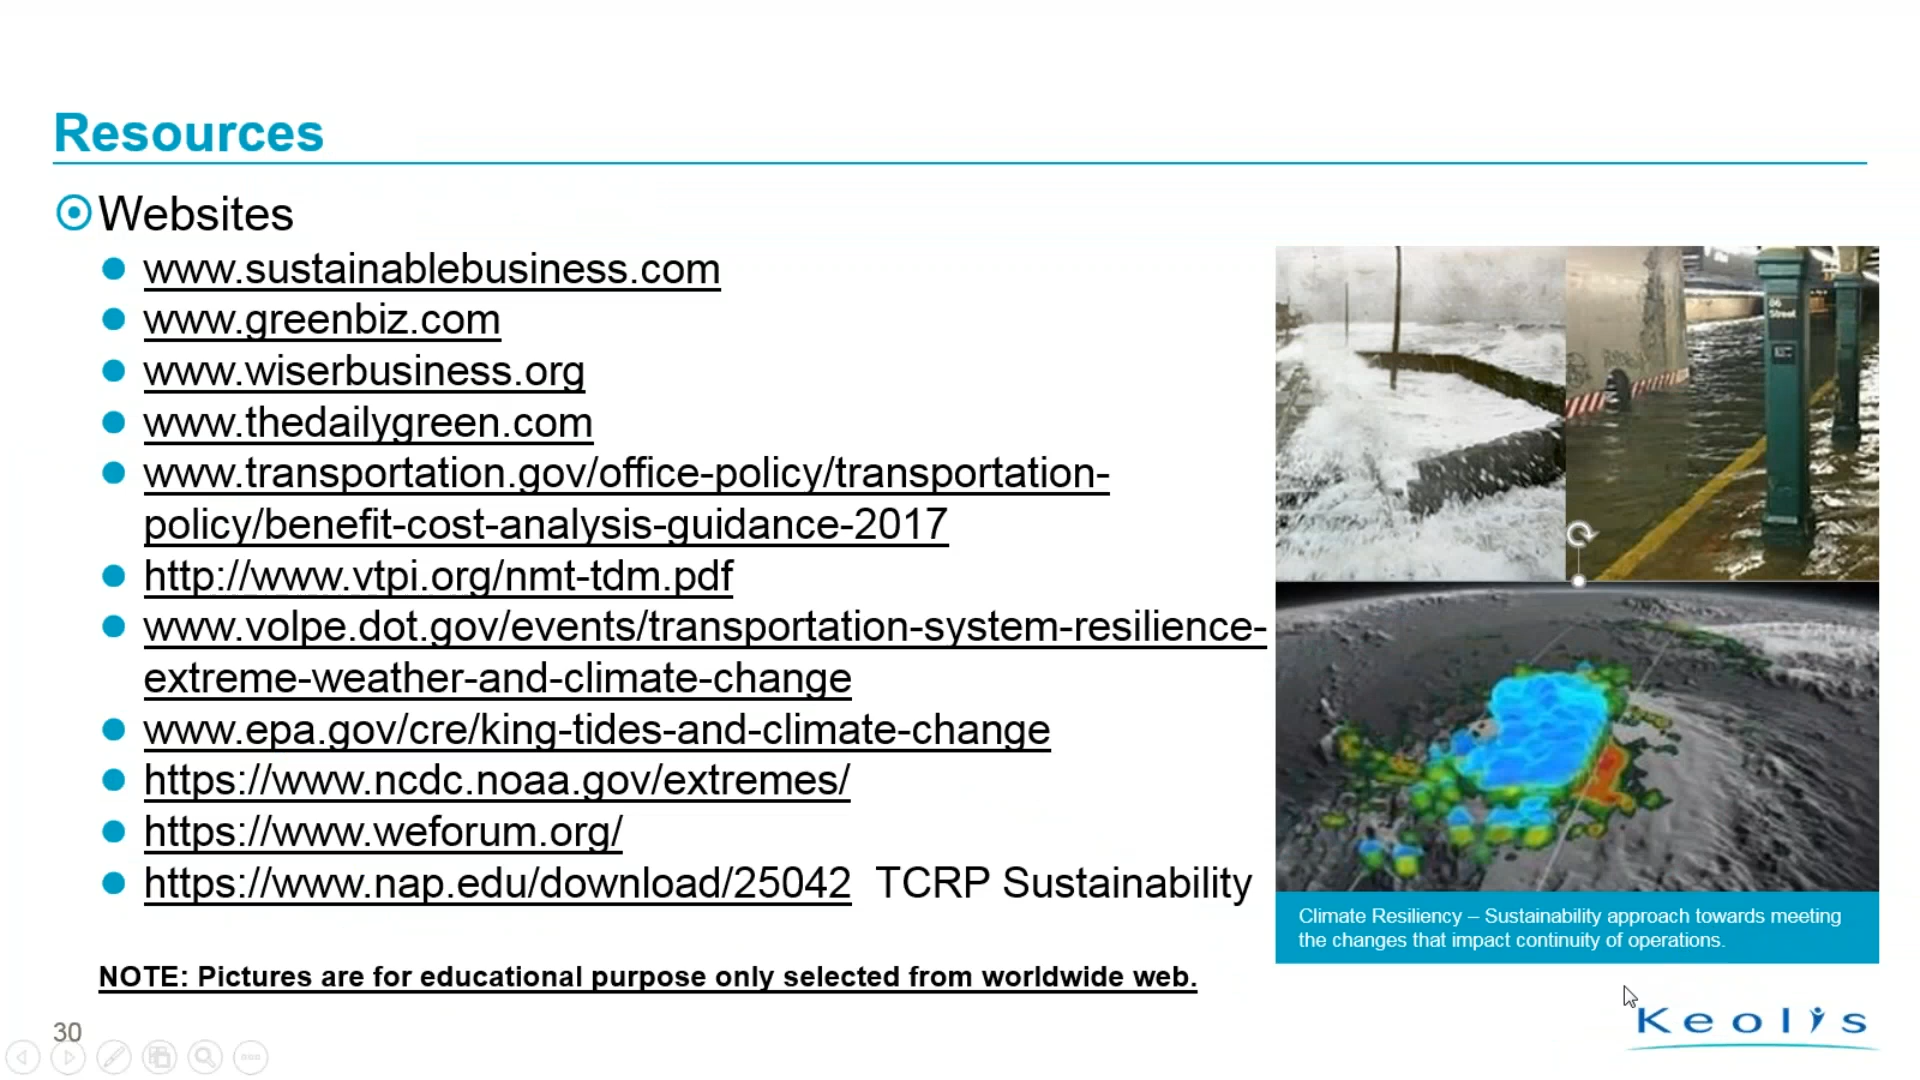 Resources
Websites
www.sustainablebusiness.com
www.greenbiz.com
www.wiserbusiness.org
www.thedailygreen.com
www.transportation.gov/office-policy/transportation-
policy/benefit-cost-analysis-guidance-2017
http://www.vtpi.org/nmt-tdm.pdf
www.volpe.dot.gov/events/transportation-system-resilience-
extreme-weather-and-climate-change
www.epa.gov/cre/king-tides-and-climate-change
https://www.ncdc.noaa.gov/extremes/
https://www.weforum.org/
https://www.nap.edu/download/25042 TCRP Sustainability
NOTE: Pictures are for educational purpose only selected from worldwide web.
86
Street
Climate Resiliency – Sustainability approach towards meeting
the changes that impact continuity of operations.
30
Keolis